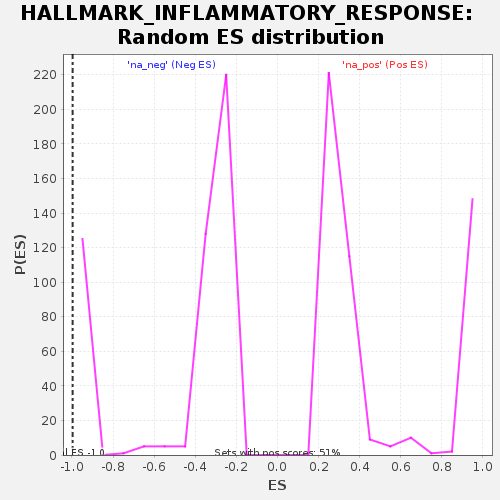 HALLMARK_INFLAMMATORY_RESPONSE:
Random ES distribution
'na_neg' (Neg ES)
'na_pos' (Pos ES)
220
200
180
160
140
120
100
80
60
40
20
0
P(ES)
ES -1.0
Sets with pos scores: 51%
-1.0 -0.8 -0.6 -0.4 -0.2 0.0 0.2 0.4 0.6 0.8 1.0
ES